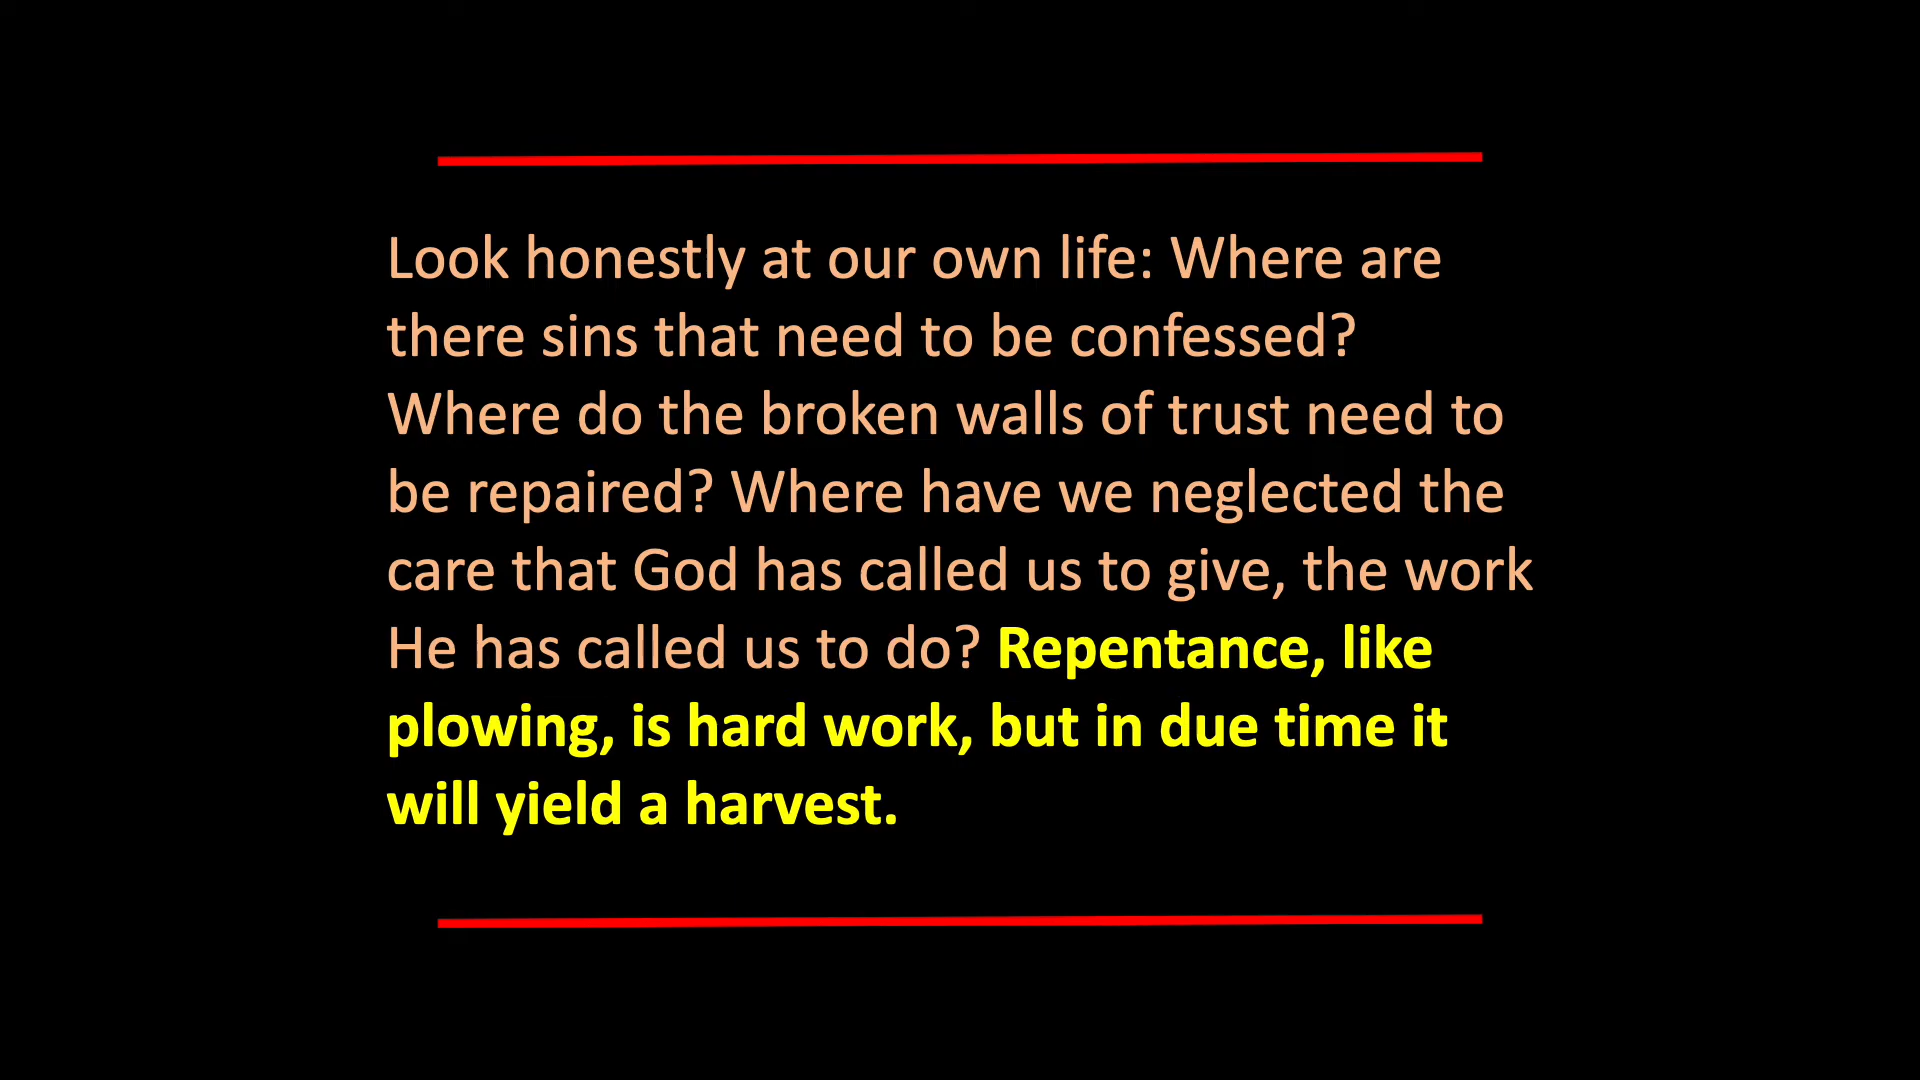 Look honestly at our own life: Where are
there sins that need to be confessed?
Where do the broken walls of trust need to
be repaired? Where have we neglected the
care that God has called us to give, the work
He has called us to do? Repentance, like
plowing, is hard work, but in due time it
will yield a harvest.